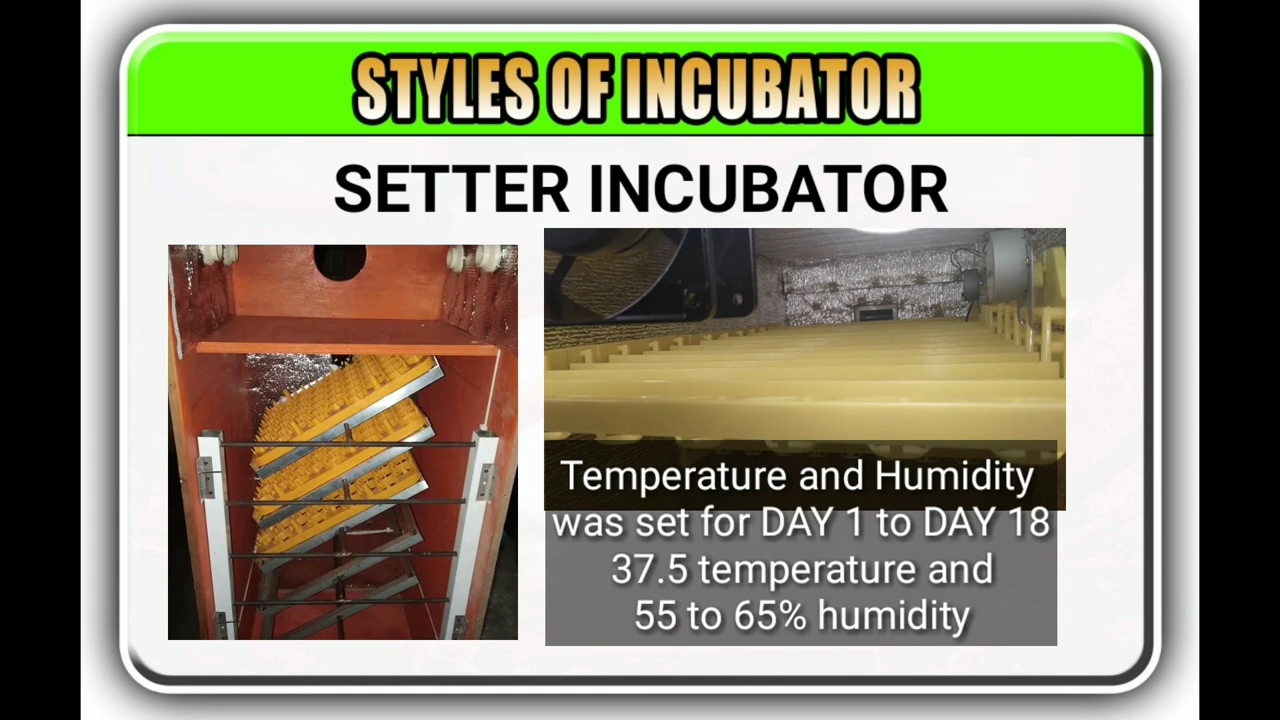 STYLES OF INCUBATOR
SETTER INCUBATOR
Temperature and Humidity
was set for DAY 1 to DAY 18
37.5 temperature and
55 to 65% humidity